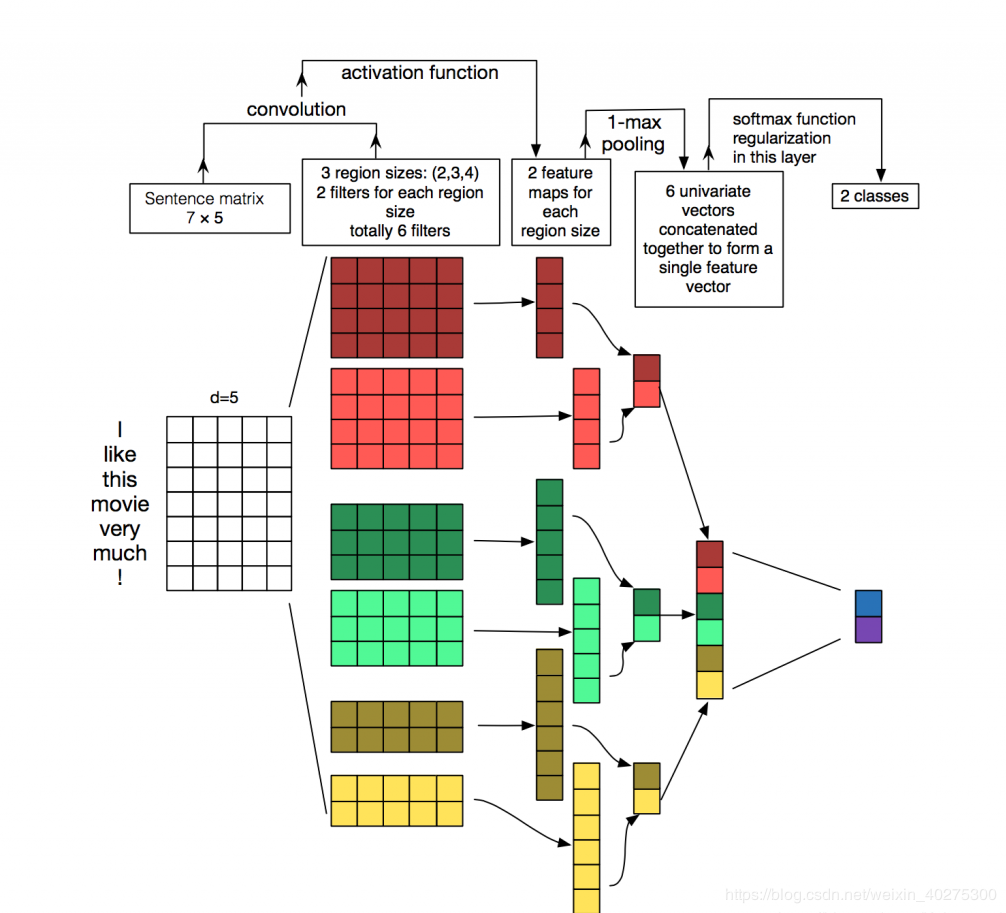 activation function
convolution
1-max
pooling
softmax function
regularization
in this layer
Sentence matrix
7 × 5
3 region sizes: (2,3,4)
2 filters for each region
size
totally 6 filters
2 feature
maps for
each
region size
6 univariate
vectors
concatenated
together to form a
single feature
vector
2 classes
d=5
I
like
this
movie
very
much
!
https://blog.csdn.net/weixin_40275300